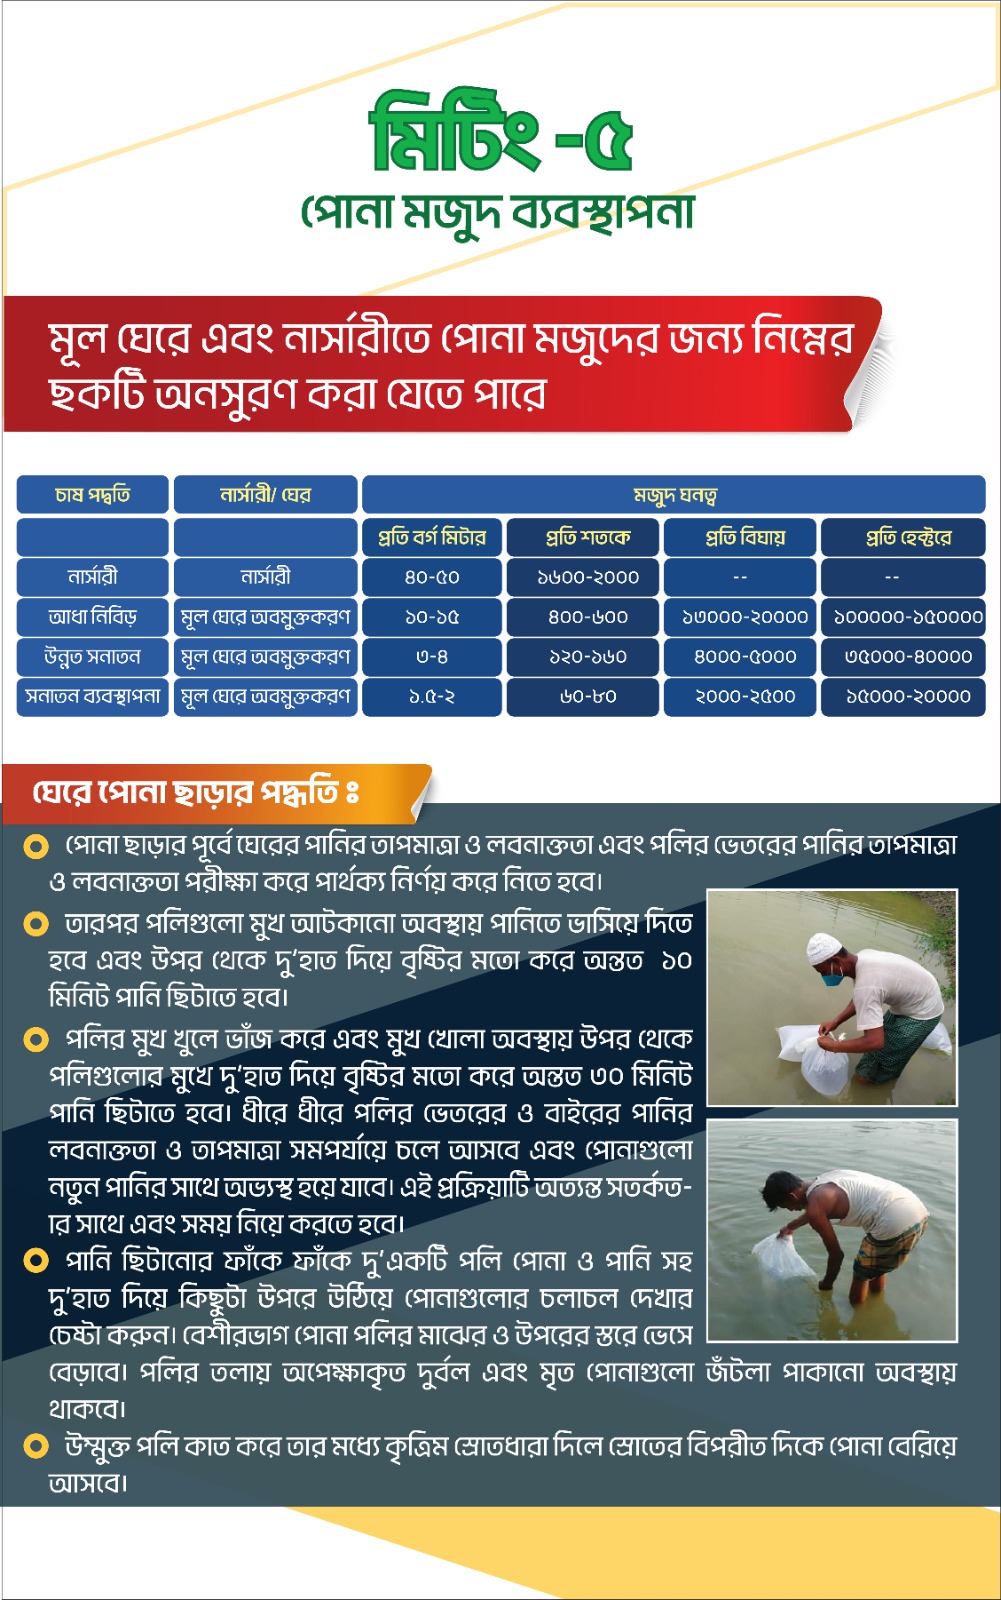 মিটিং -৫
পোনা মজুদ ব্যবস্থাপনা
মূল ঘেরে এবং নার্সারীতে পোনা মজুদের জন্য নিম্নের
ছকটি অনসুরণ করা যেতে পারে
চাষ পদ্বতি নার্সারী/ ঘের মজুদ ঘনত্ব
প্রতি বর্গ মিটার প্রতি শতকে প্রতি বিঘায় প্রতি হেক্টরে
নার্সারী নার্সারী ৪০-৫০ ১৬০০-২০০০ -- --
আধা নিবিড় মূল ঘেরে অবমুক্তকরণ ১০-১৫ ৪০০-৬০০ ১৩০০০-২০০০০ ১০০০০০-১৫০০০০
উন্নত সনাতন মূল ঘেরে অবমুক্তকরণ ৩-৪ ১২০-১৬০ ৪০০০-৫০০০ ৩৫০০০-৪০০০০
সনাতন ব্যবস্থাপনা মূল ঘেরে অবমুক্তকরণ ১.৫-২ ৬০-৮০ ২০০০-২৫০০ ১৫০০০-২০০০০
ঘেরে পোনা ছাড়ার পদ্ধতি ঃ
পোনা ছাড়ার পূর্বে ঘেরের পানির তাপমাত্রা ও লবনাক্ততা এবং পলির ভেতরের পানির তাপমাত্রা
ও লবনাক্ততা পরীক্ষা করে পার্থক্য নির্ণয় করে নিতে হবে।
তারপর পলিগুলো মুখ আটকানো অবস্থায় পানিতে ভাসিয়ে দিতে
হবে এবং উপর থেকে দু’হাত দিয়ে বৃষ্টির মতো করে অন্তত ১০
মিনিট পানি ছিটাতে হবে।
পলির মুখ খুলে ভাঁজ করে এবং মুখ খোলা অবস্থায় উপর থেকে
পলিগুলোর মুখে দু’হাত দিয়ে বৃষ্টির মতো করে অন্তত ৩০ মিনিট
পানি ছিটাতে হবে। ধীরে ধীরে পলির ভেতরের ও বাইরের পানির
লবনাক্ততা ও তাপমাত্রা সমপর্যায়ে চলে আসবে এবং পোনাগুলো
নতুন পানির সাথে অভ্যস্থ হয়ে যাবে। এই প্রক্রিয়াটি অত্যন্ত সতর্কত-
ার সাথে এবং সময় নিয়ে করতে হবে।
পানি ছিটানোর ফাঁকে ফাঁকে দু’একটি পলি পোনা ও পানি সহ
দু’হাত দিয়ে কিছুটা উপরে উঠিয়ে পোনাগুলোর চলাচল দেখার
চেষ্টা করুন। বেশীরভাগ পোনা পলির মাঝের ও উপরের স্তরে ভেসে
বেড়াবে। পলির তলায় অপেক্ষাকৃত দুর্বল এবং মৃত পোনাগুলো জঁটলা পাকানো অবস্থায়
থাকবে।
উম্মুক্ত পলি কাত করে তার মধ্যে কৃত্রিম স্রোতধারা দিলে স্রোতের বিপরীত দিকে পোনা বেরিয়ে
আসবে।